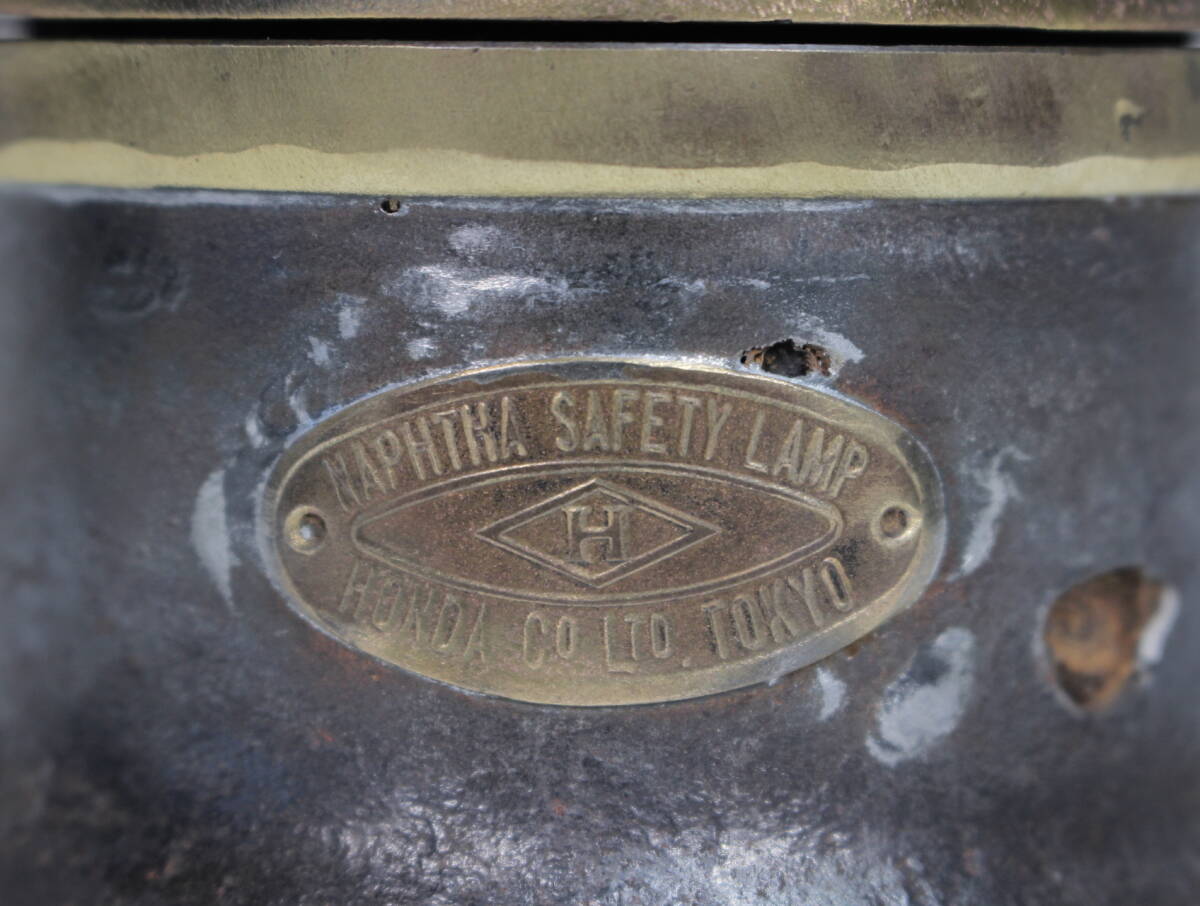 NAPHTHA SAFETY LAMP
H
HONDA CO LTD. TOKYO